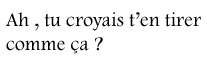 Ah , tu croyais t'en tirer
comme ça ?